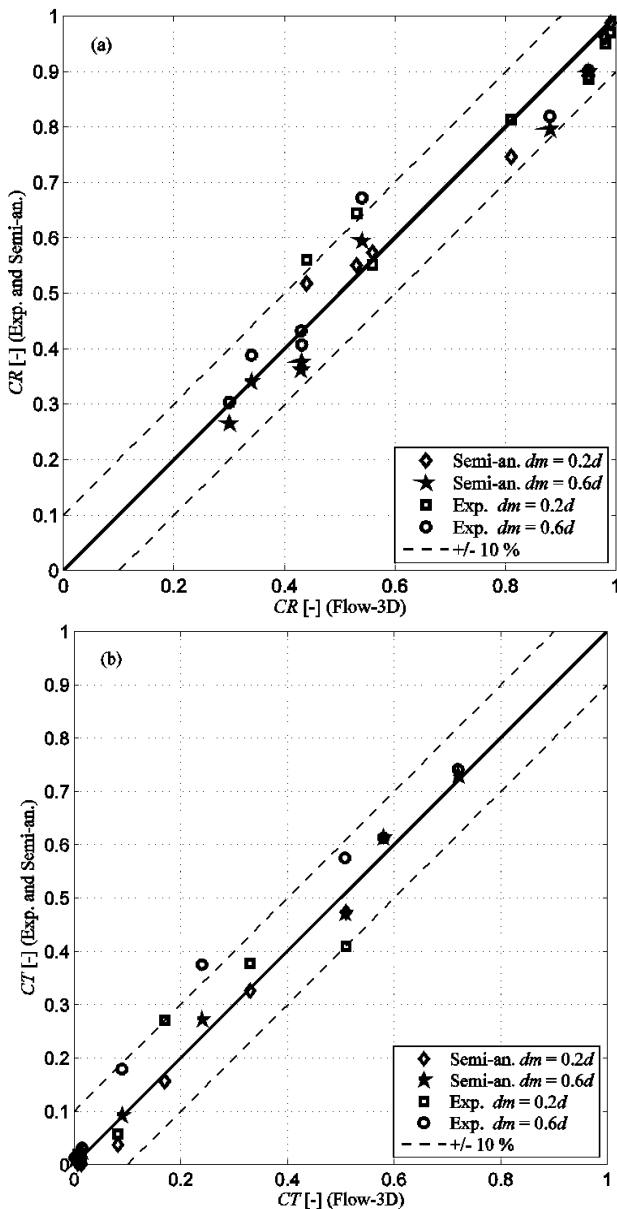 (a)
1
0.9
0.8
0.7
0.6
0.5
0.4
0.3
0.2
0.1
0
CR [-] (Exp. and Semi-an.)
Semi-an. dm = 0.2d
Semi-an. dm = 0.6d
Exp. dm = 0.2d
Exp. dm = 0.6d
+/- 10 %
0 0.2 0.4 0.6 0.8 1
CR [-] (Flow-3D)
(b)
1
0.9
0.8
0.7
0.6
0.5
0.4
0.3
0.2
0.1
0
CT [-] (Exp. and Semi-an.)
Semi-an. dm = 0.2d
Semi-an. dm = 0.6d
Exp. dm = 0.2d
Exp. dm = 0.6d
+/- 10 %
0 0.2 0.4 0.6 0.8 1
CT [-] (Flow-3D)